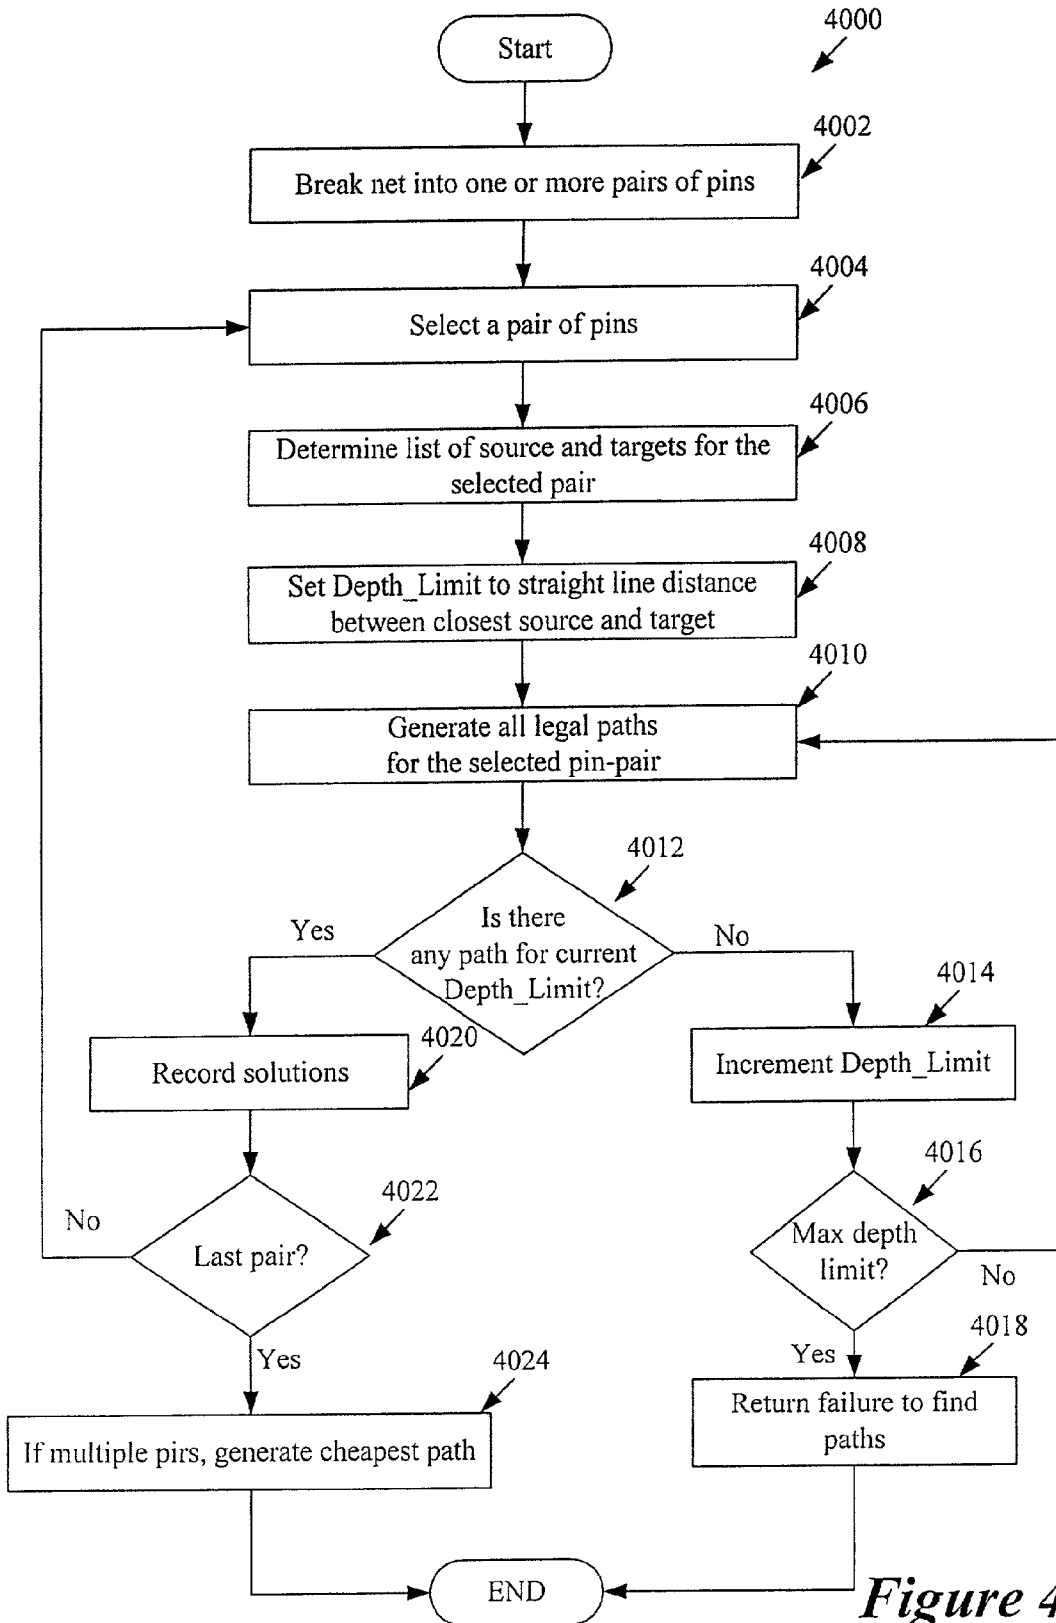 4000
Start
4002
Break net into one or more pairs of pins
4004
Select a pair of pins
4006
Determine list of source and targets for the
selected pair
4008
Set Depth_Limit to straight line distance
between closest source and target
4010
Generate all legal paths
for the selected pin-pair
4012
Is there
any path for current
Depth_Limit?
Yes
No
4014
Increment Depth_Limit
4020
Record solutions
4016
Max depth
limit?
No
4022
Last pair?
No
Yes
4018
Yes
Return failure to find
paths
4024
If multiple pirs, generate cheapest path
END
Figure 4